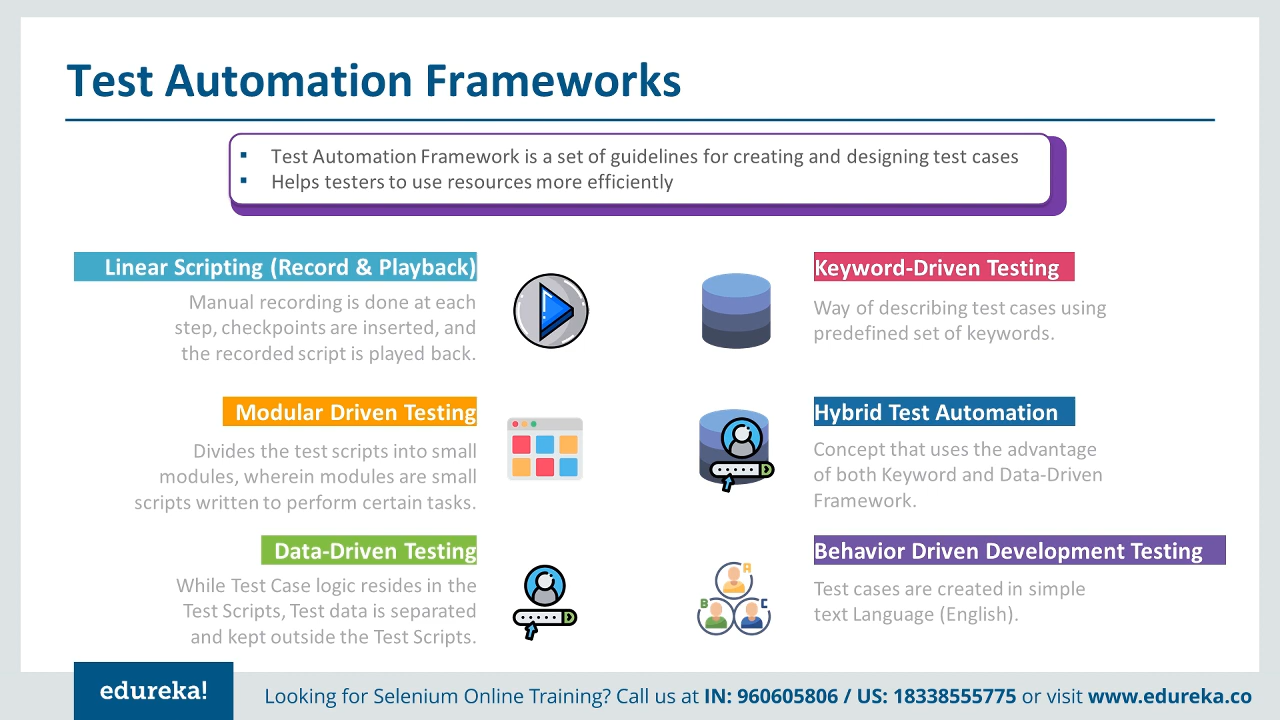 Test Automation Frameworks
▪ Test Automation Framework is a set of guidelines for creating and designing test cases
▪ Helps testers to use resources more efficiently
Linear Scripting (Record & Playback)
Manual recording is done at each
step, checkpoints are inserted, and
the recorded script is played back.
Modular Driven Testing
Divides the test scripts into small
modules, wherein modules are small
scripts written to perform certain tasks.
Data-Driven Testing
While Test Case logic resides in the
Test Scripts, Test data is separated
and kept outside the Test Scripts.
Keyword-Driven Testing
Way of describing test cases using
predefined set of keywords.
Hybrid Test Automation
Concept that uses the advantage
of both Keyword and Data-Driven
Framework.
Behavior Driven Development Testing
A
B
C
Test cases are created in simple
text Language (English).
edureka!
Looking for Selenium Online Training? Call us at IN: 960605806 / US: 18338555775 or visit www.edureka.co